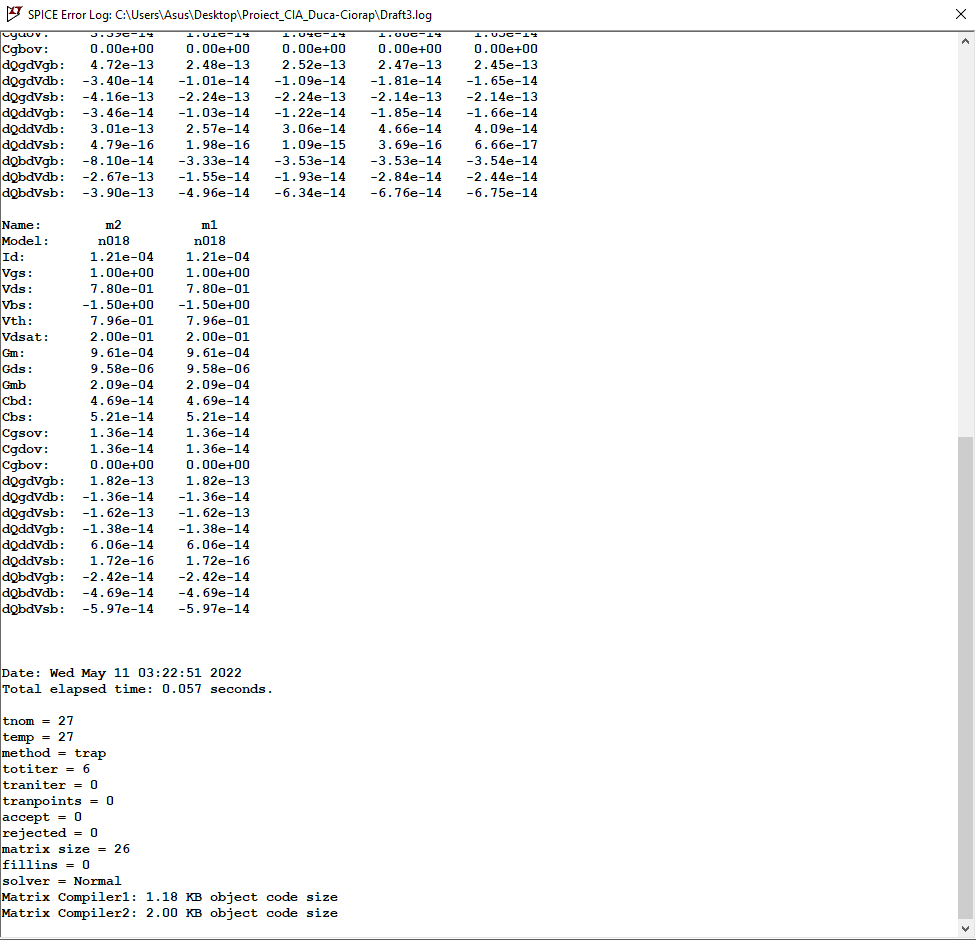 SPICE Error Log: C:\Users\Asus\Desktop\Proiect_CIA_Duca-Ciorap\Draft3.log
Cgbov: 0.00e+00 0.00e+00 0.00e+00 0.00e+00 0.00e+00
dQgdVgb: 4.72e-13 2.48e-13 2.52e-13 2.47e-13 2.45e-13
dQgdVdb: -3.40e-14 -1.01e-14 -1.09e-14 -1.81e-14 -1.65e-14
dQgdVsb: -4.16e-13 -2.24e-13 -2.24e-13 -2.14e-13 -2.14e-13
dQddVgb: -3.46e-14 -1.03e-14 -1.22e-14 -1.85e-14 -1.66e-14
dQddVdb: 3.01e-13 2.57e-14 3.06e-14 4.66e-14 4.09e-14
dQddVsb: 4.79e-16 1.98e-16 1.09e-15 3.69e-16 6.66e-17
dQbdVgb: -8.10e-14 -3.33e-14 -3.53e-14 -3.53e-14 -3.54e-14
dQbdVdb: -2.67e-13 -1.55e-14 -1.93e-14 -2.84e-14 -2.44e-14
dQbdVsb: -3.90e-13 -4.96e-14 -6.34e-14 -6.76e-14 -6.75e-14
Name: m2 m1
Model: n018 n018
Id: 1.21e-04 1.21e-04
Vgs: 1.00e+00 1.00e+00
Vds: 7.80e-01 7.80e-01
Vbs: -1.50e+00 -1.50e+00
Vth: 7.96e-01 7.96e-01
Vdsat: 2.00e-01 2.00e-01
Gm: 9.61e-04 9.61e-04
Gds: 9.58e-06 9.58e-06
Gmb 2.09e-04 2.09e-04
Cbd: 4.69e-14 4.69e-14
Cbs: 5.21e-14 5.21e-14
Cgsov: 1.36e-14 1.36e-14
Cgdov: 1.36e-14 1.36e-14
Cgbov: 0.00e+00 0.00e+00
dQgdVgb: 1.82e-13 1.82e-13
dQgdVdb: -1.36e-14 -1.36e-14
dQgdVsb: -1.62e-13 -1.62e-13
dQddVgb: -1.38e-14 -1.38e-14
dQddVdb: 6.06e-14 6.06e-14
dQddVsb: 1.72e-16 1.72e-16
dQbdVgb: -2.42e-14 -2.42e-14
dQbdVdb: -4.69e-14 -4.69e-14
dQbdVsb: -5.97e-14 -5.97e-14
Date: Wed May 11 03:22:51 2022
Total elapsed time: 0.057 seconds.
tnom = 27
temp = 27
method = trap
totiter = 6
traniter = 0
tranpoints = 0
accept = 0
rejected = 0
matrix size = 26
fillins = 0
solver = Normal
Matrix Compiler1: 1.18 KB object code size
Matrix Compiler2: 2.00 KB object code size